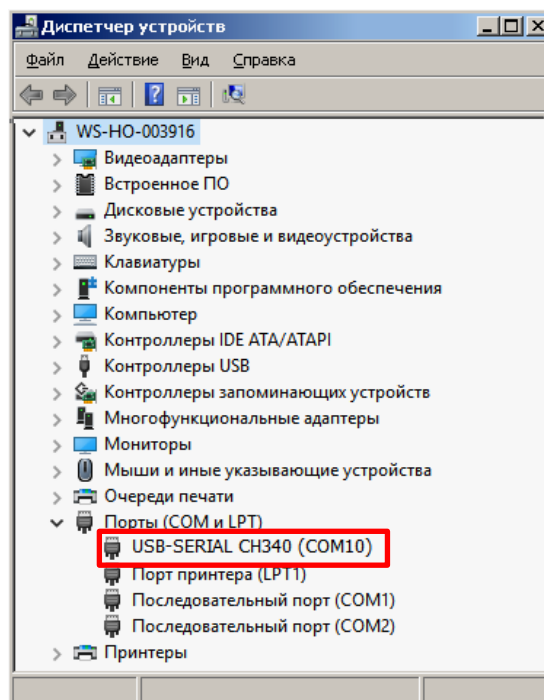 Диспетчер устройств
Файл Действие Вид Справка
WS-HO-003916
Видеоадаптеры
Встроенное ПО
Дисковые устройства
Звуковые, игровые и видеоустройства
Клавиатуры
Компоненты программного обеспечения
Компьютер
Контроллеры IDE ATA/ATAPI
Контроллеры USB
Контроллеры запоминающих устройств
Многофункциональные адаптеры
Мониторы
Мыши и иные указывающие устройства
Очереди печати
Порты (COM и LPT)
USB-SERIAL CH340 (COM10)
Порт принтера (LPT1)
Последовательный порт (COM1)
Последовательный порт (COM2)
Принтеры